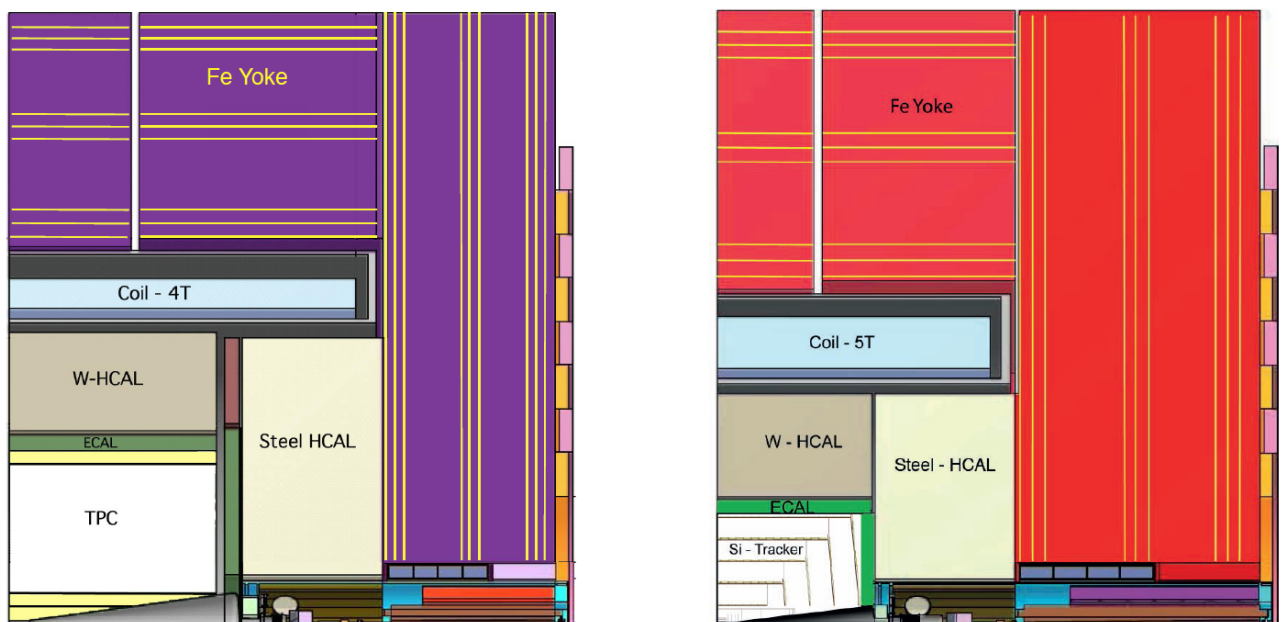 Fe Yoke
Coil - 4T
W-HCAL
ECAL
Steel HCAL
TPC
Fe Yoke
Coil - 5T
W - HCAL
Steel - HCAL
ECAL
Si - Tracker